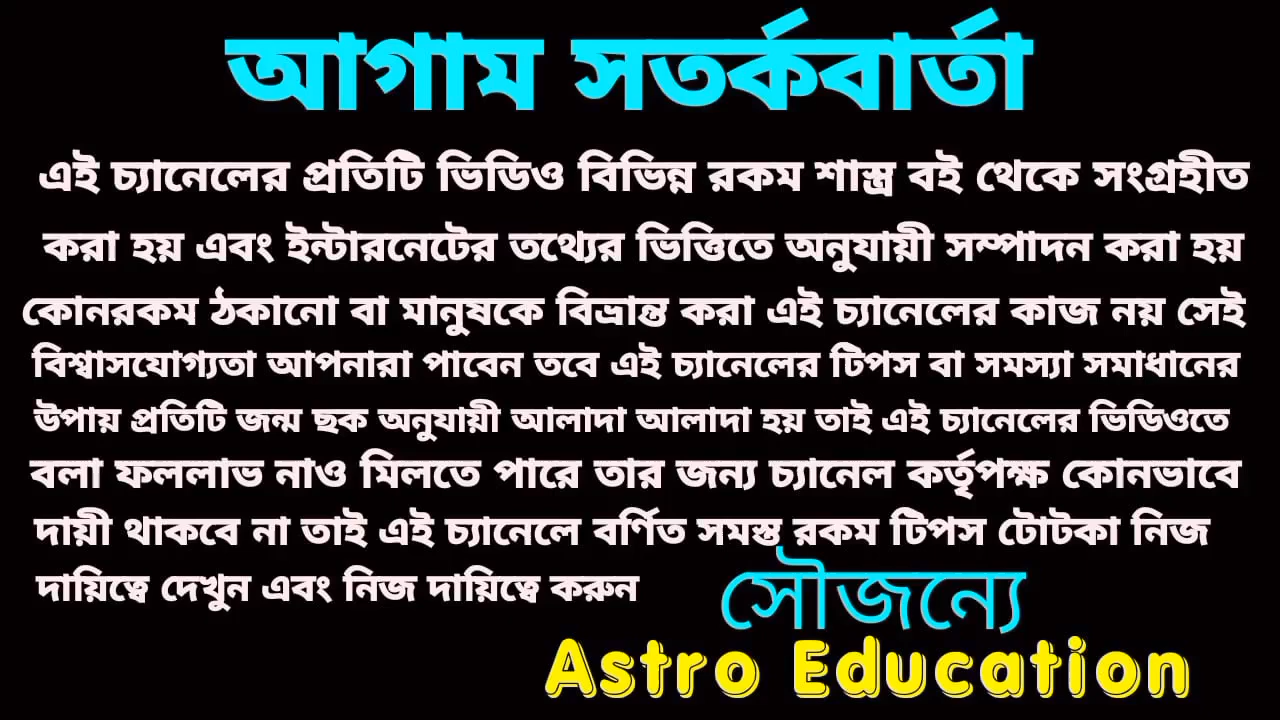 আগাম সতর্কবার্তা
এই চ্যানেলের প্রতিটি ভিডিও বিভিন্ন রকম শাস্ত্র বই থেকে সংগ্রহীত
করা হয় এবং ইন্টারনেটের তথ্যের ভিত্তিতে অনুযায়ী সম্পাদন করা হয়
কোনরকম ঠকানো বা মানুষকে বিভ্রান্ত করা এই চ্যানেলের কাজ নয় সেই
বিশ্বাসযোগ্যতা আপনারা পাবেন তবে এই চ্যানেলের টিপস বা সমস্যা সমাধানের
উপায় প্রতিটি জন্ম ছক অনুযায়ী আলাদা আলাদা হয় তাই এই চ্যানেলের ভিডিওতে
বলা ফললাভ নাও মিলতে পারে তার জন্য চ্যানেল কর্তৃপক্ষ কোনভাবে
দায়ী থাকবে না তাই এই চ্যানেলে বর্ণিত সমস্ত রকম টিপস টোটকা নিজ
দায়িত্বে দেখুন এবং নিজ দায়িত্বে করুন
সৌজন্যে
Astro Education